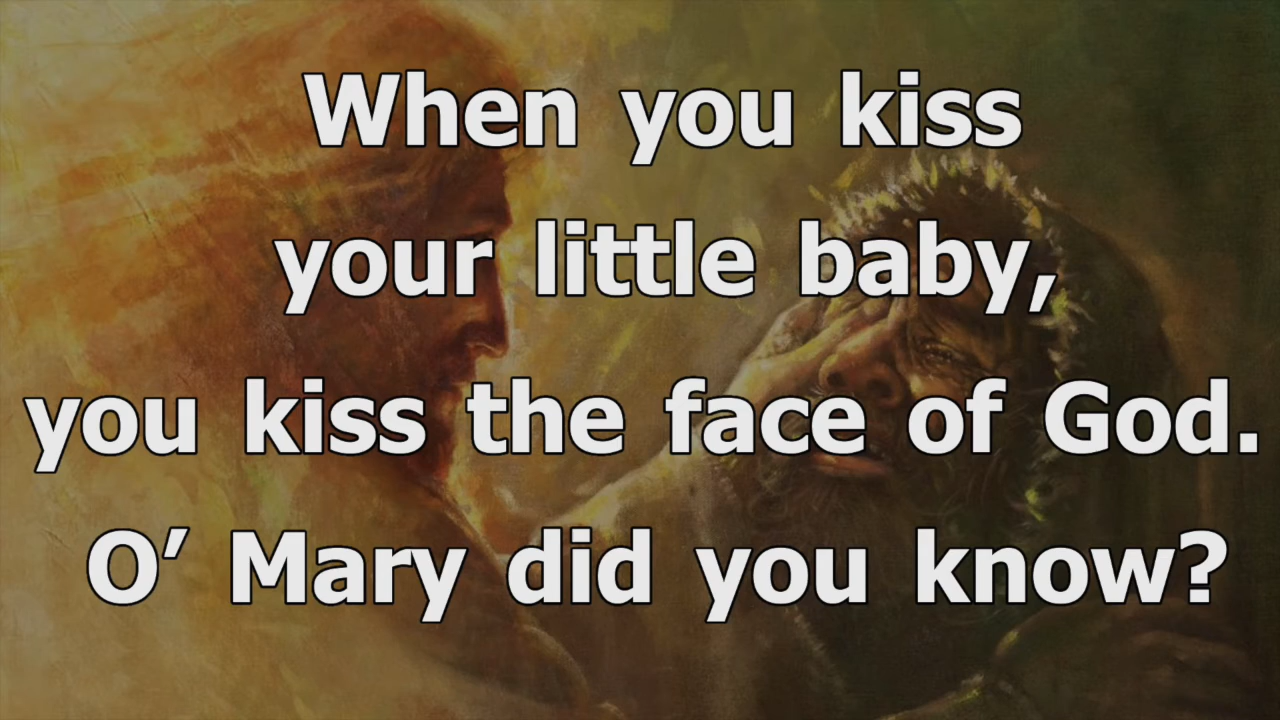 When you kiss
your little baby,
you kiss the face of God.
O’ Mary did you know?